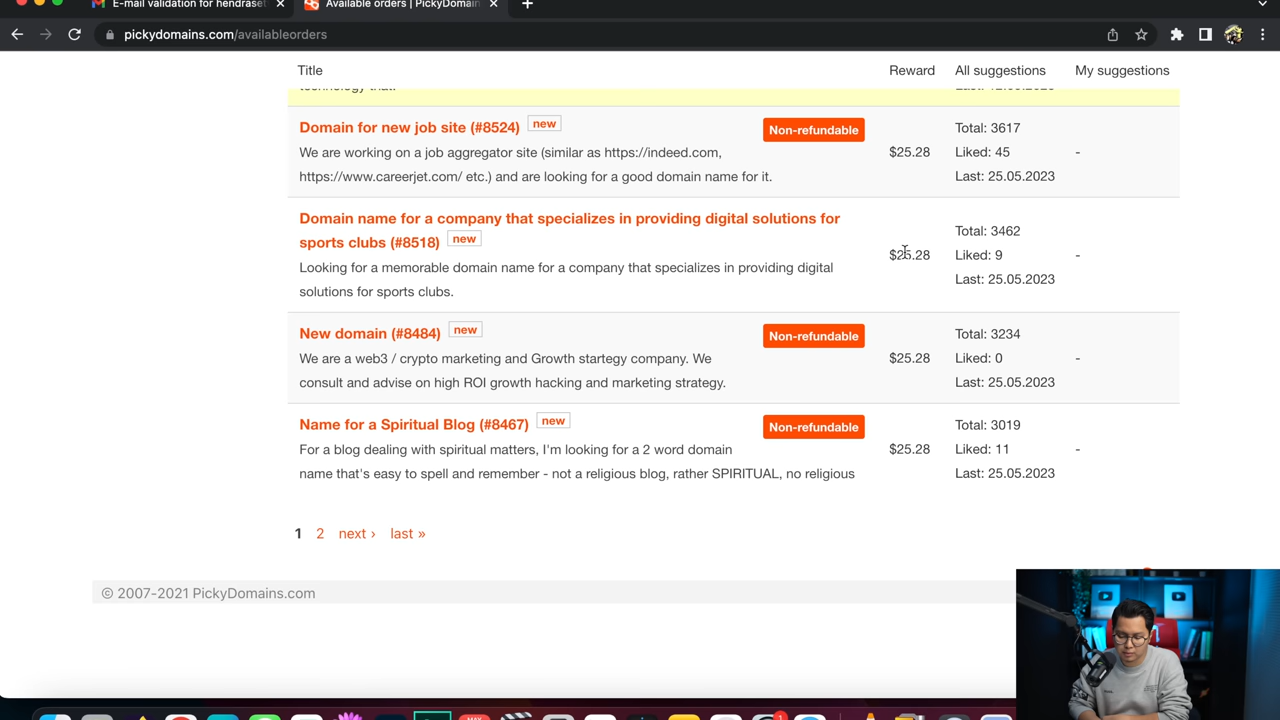 E-mail validation for hendraset
Available orders | PickyDomain
pickydomains.com/availableorders
Title
Reward
All suggestions
My suggestions
technology that.
Domain for new job site (#8524) new
Non-refundable
We are working on a job aggregator site (similar as https://indeed.com,
https://www.careerjet.com/ etc.) and are looking for a good domain name for it.
$25.28
Total: 3617
Liked: 45
Last: 25.05.2023
-
Domain name for a company that specializes in providing digital solutions for
sports clubs (#8518) new
Looking for a memorable domain name for a company that specializes in providing digital
solutions for sports clubs.
$25.28
Total: 3462
Liked: 9
Last: 25.05.2023
-
New domain (#8484) new
Non-refundable
We are a web3 / crypto marketing and Growth startegy company. We
consult and advise on high ROI growth hacking and marketing strategy.
$25.28
Total: 3234
Liked: 0
Last: 25.05.2023
-
Name for a Spiritual Blog (#8467) new
Non-refundable
For a blog dealing with spiritual matters, I'm looking for a 2 word domain
name that's easy to spell and remember - not a religious blog, rather SPIRITUAL, no religious
$25.28
Total: 3019
Liked: 11
Last: 25.05.2023
-
1 2 next › last »
© 2007-2021 PickyDomains.com